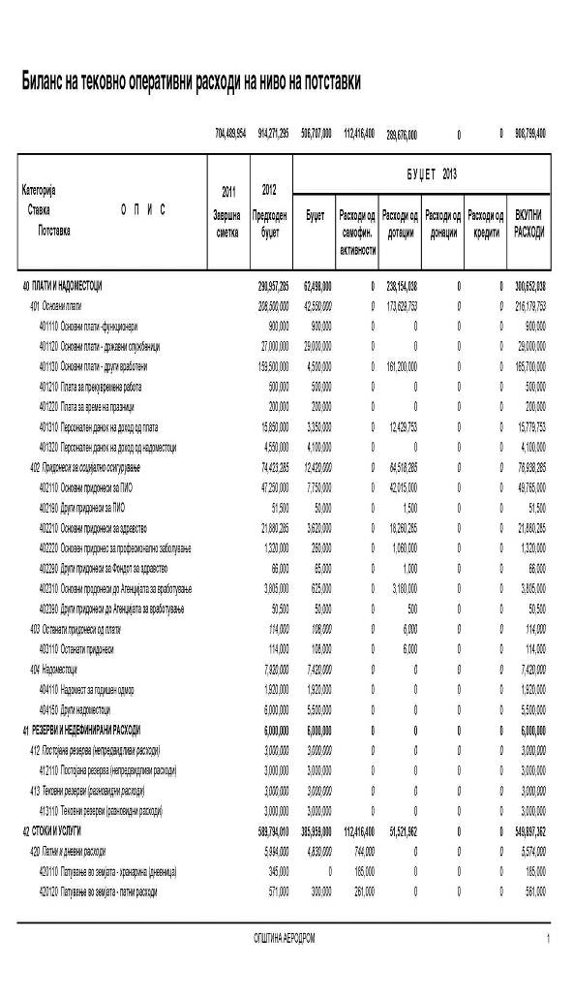 Биланс на тековно оперативни расходи на ниво на потставки
704,489,954 914,271,295 506,707,000 112,416,400 289,676,000 0 0 908,799,400
БУЏЕТ 2013
Категорија
Ставка
Потставка
О П И С
2011
Завршна
сметка
2012
Предходен
буџет
Буџет
Расходи од
самофин.
активности
Расходи од
дотации
Расходи од
донации
Расходи од
кредити
ВКУПНИ
РАСХОДИ
40 ПЛАТИ И НАДОМЕСТОЦИ 290,957,285 62,498,000 0 238,154,038 0 0 300,652,038
401 Основни плати 208,500,000 42,550,000 0 173,629,753 0 0 216,179,753
401110 Основни плати -функционери 900,000 900,000 0 0 0 0 900,000
401120 Основни плати - државни службеници 27,000,000 29,000,000 0 0 0 0 29,000,000
401130 Основни плати - други вработени 159,500,000 4,500,000 0 161,200,000 0 0 165,700,000
401210 Плата за прекувремена работа 500,000 500,000 0 0 0 0 500,000
401220 Плата за време на празници 200,000 200,000 0 0 0 0 200,000
401310 Персонален данок на доход од плата 15,850,000 3,350,000 0 12,429,753 0 0 15,779,753
401320 Персонален данок на доход од надоместоци 4,550,000 4,100,000 0 0 0 0 4,100,000
402 Придонеси за социјално осигурување 74,423,285 12,420,000 0 64,518,285 0 0 76,938,285
402110 Основни придонеси за ПИО 47,250,000 7,750,000 0 42,015,000 0 0 49,765,000
402190 Други придонеси за ПИО 51,500 50,000 0 1,500 0 0 51,500
402210 Основни придонеси за здравство 21,880,285 3,620,000 0 18,260,285 0 0 21,880,285
402220 Основен придонес за професионално заболување 1,320,000 260,000 0 1,060,000 0 0 1,320,000
402290 Други придонеси за Фондот за здравство 66,000 65,000 0 1,000 0 0 66,000
402310 Основни продонеси до Агенцијата за вработување 3,805,000 625,000 0 3,180,000 0 0 3,805,000
402390 Други придонеси до Агенцијата за вработување 50,500 50,000 0 500 0 0 50,500
403 Останати придонеси од плати 114,000 108,000 0 6,000 0 0 114,000
403110 Останати придонеси 114,000 108,000 0 6,000 0 0 114,000
404 Надоместоци 7,920,000 7,420,000 0 0 0 0 7,420,000
404110 Надомест за годишен одмор 1,920,000 1,920,000 0 0 0 0 1,920,000
404150 Други надоместоци 6,000,000 5,500,000 0 0 0 0 5,500,000
41 РЕЗЕРВИ И НЕДЕФИНИРАНИ РАСХОДИ 6,000,000 6,000,000 0 0 0 0 6,000,000
412 Постојана резерва (непредвидливи расходи) 3,000,000 3,000,000 0 0 0 0 3,000,000
412110 Постојана резерва (непредвидливи расходи) 3,000,000 3,000,000 0 0 0 0 3,000,000
413 Тековни резерви (разновидни расходи) 3,000,000 3,000,000 0 0 0 0 3,000,000
413110 Тековни резерви (разновидни расходи) 3,000,000 3,000,000 0 0 0 0 3,000,000
42 СТОКИ И УСЛУГИ 589,794,010 385,959,000 112,416,400 51,521,962 0 0 549,897,362
420 Патни и дневни расходи 5,994,000 4,830,000 744,000 0 0 0 5,574,000
420110 Патување во земјата - хранарина (дневница) 345,000 0 185,000 0 0 0 185,000
420120 Патување во земјата - патни расходи 571,000 300,000 261,000 0 0 0 561,000
ОПШТИНА АЕРОДРОМ 1